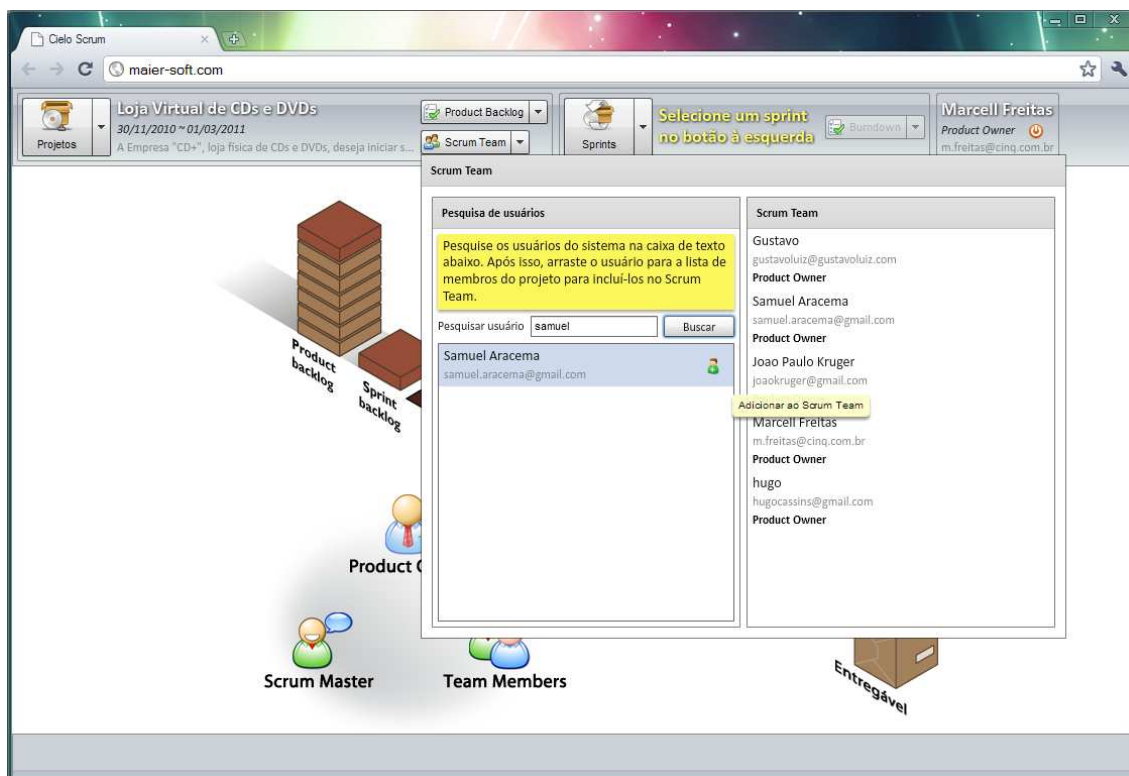 Cielo Scrum
maier-soft.com
Projetos
Loja Virtual de CDs e DVDs
30/11/2010 ~ 01/03/2011
A Empresa "CD+", loja física de CDs e DVDs, deseja iniciar s...
Product Backlog
Scrum Team
Sprints
Selecione um sprint
no botão à esquerda
Burndown
Marcell Freitas
Product Owner
m.freitas@cinq.com.br
Scrum Team
Pesquisa de usuários
Pesquise os usuários do sistema na caixa de texto
abaixo. Após isso, arraste o usuário para a lista de
membros do projeto para incluí-los no Scrum
Team.
Pesquisar usuário
samuel
Buscar
Samuel Aracema
samuel.aracema@gmail.com
Scrum Team
Gustavo
gustavoluiz@gustavoluiz.com
Product Owner
Samuel Aracema
samuel.aracema@gmail.com
Product Owner
Joao Paulo Kruger
joaokruger@gmail.com
Adicionar ao Scrum Team
Marcell Freitas
m.freitas@cinq.com.br
Product Owner
hugo
hugocassins@gmail.com
Product Owner
Product
backlog
Sprint
backlog
Product
Scrum Master
Team Members
Entregável